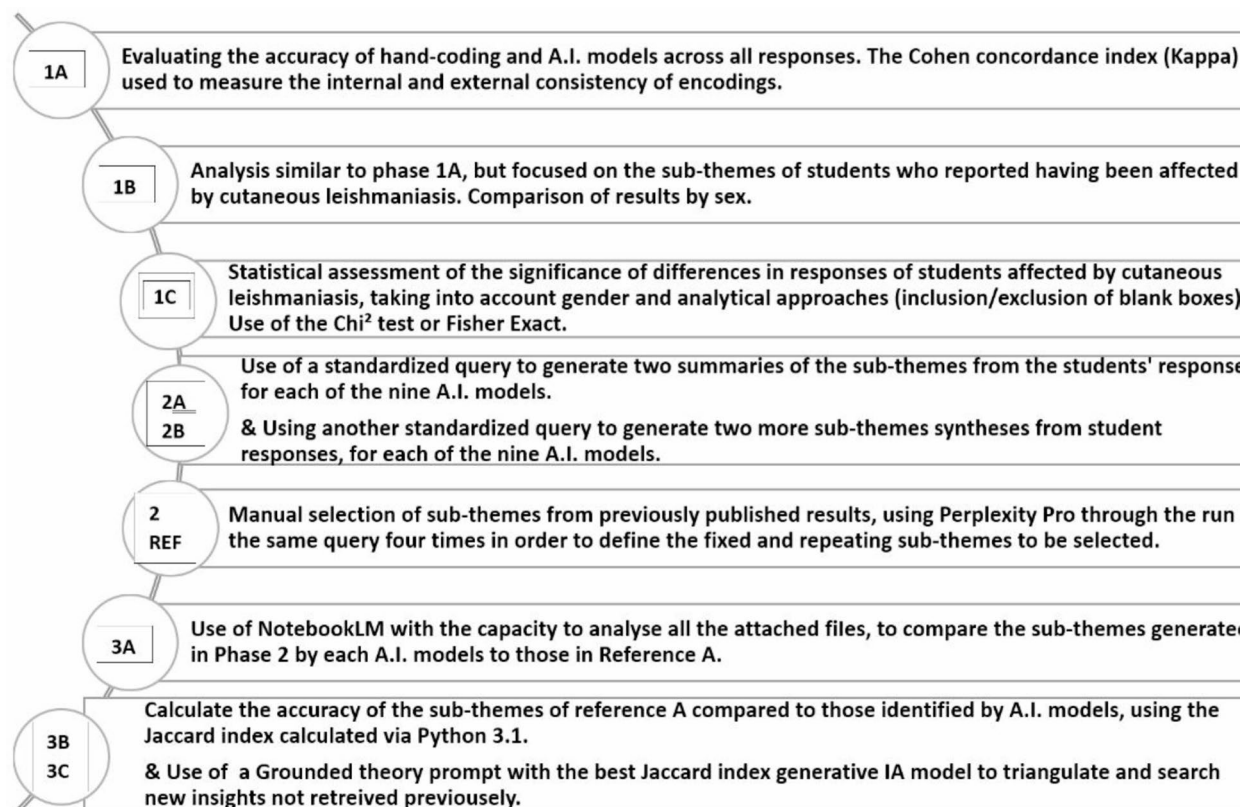 1A
Evaluating the accuracy of hand-coding and A.I. models across all responses. The Cohen concordance index (Kappa)
used to measure the internal and external consistency of encodings.
1B
Analysis similar to phase 1A, but focused on the sub-themes of students who reported having been affected
by cutaneous leishmaniasis. Comparison of results by sex.
1C
Statistical assessment of the significance of differences in responses of students affected by cutaneous
leishmaniasis, taking into account gender and analytical approaches (inclusion/exclusion of blank boxes)
Use of the Chi² test or Fisher Exact.
2A
2B
Use of a standardized query to generate two summaries of the sub-themes from the students' response
for each of the nine A.I. models.
& Using another standardized query to generate two more sub-themes syntheses from student
responses, for each of the nine A.I. models.
2
REF
Manual selection of sub-themes from previously published results, using Perplexity Pro through the run
the same query four times in order to define the fixed and repeating sub-themes to be selected.
3A
Use of NotebookLM with the capacity to analyse all the attached files, to compare the sub-themes generated
in Phase 2 by each A.I. models to those in Reference A.
3B
3C
Calculate the accuracy of the sub-themes of reference A compared to those identified by A.I. models, using the
Jaccard index calculated via Python 3.1.
& Use of a Grounded theory prompt with the best Jaccard index generative IA model to triangulate and search
new insights not retreived previousely.